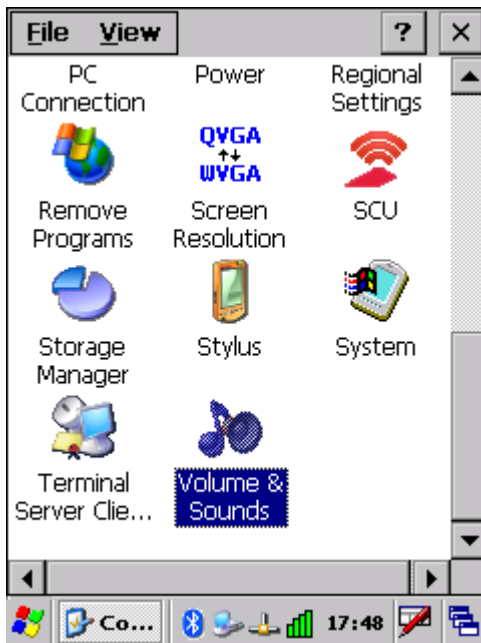 File View ?
PC Connection
Power
Regional Settings
QVGA
WVGA
Remove Programs
Screen Resolution
SCU
Storage Manager
Stylus
System
Terminal Server Clie...
Volume & Sounds
Co...
17:48